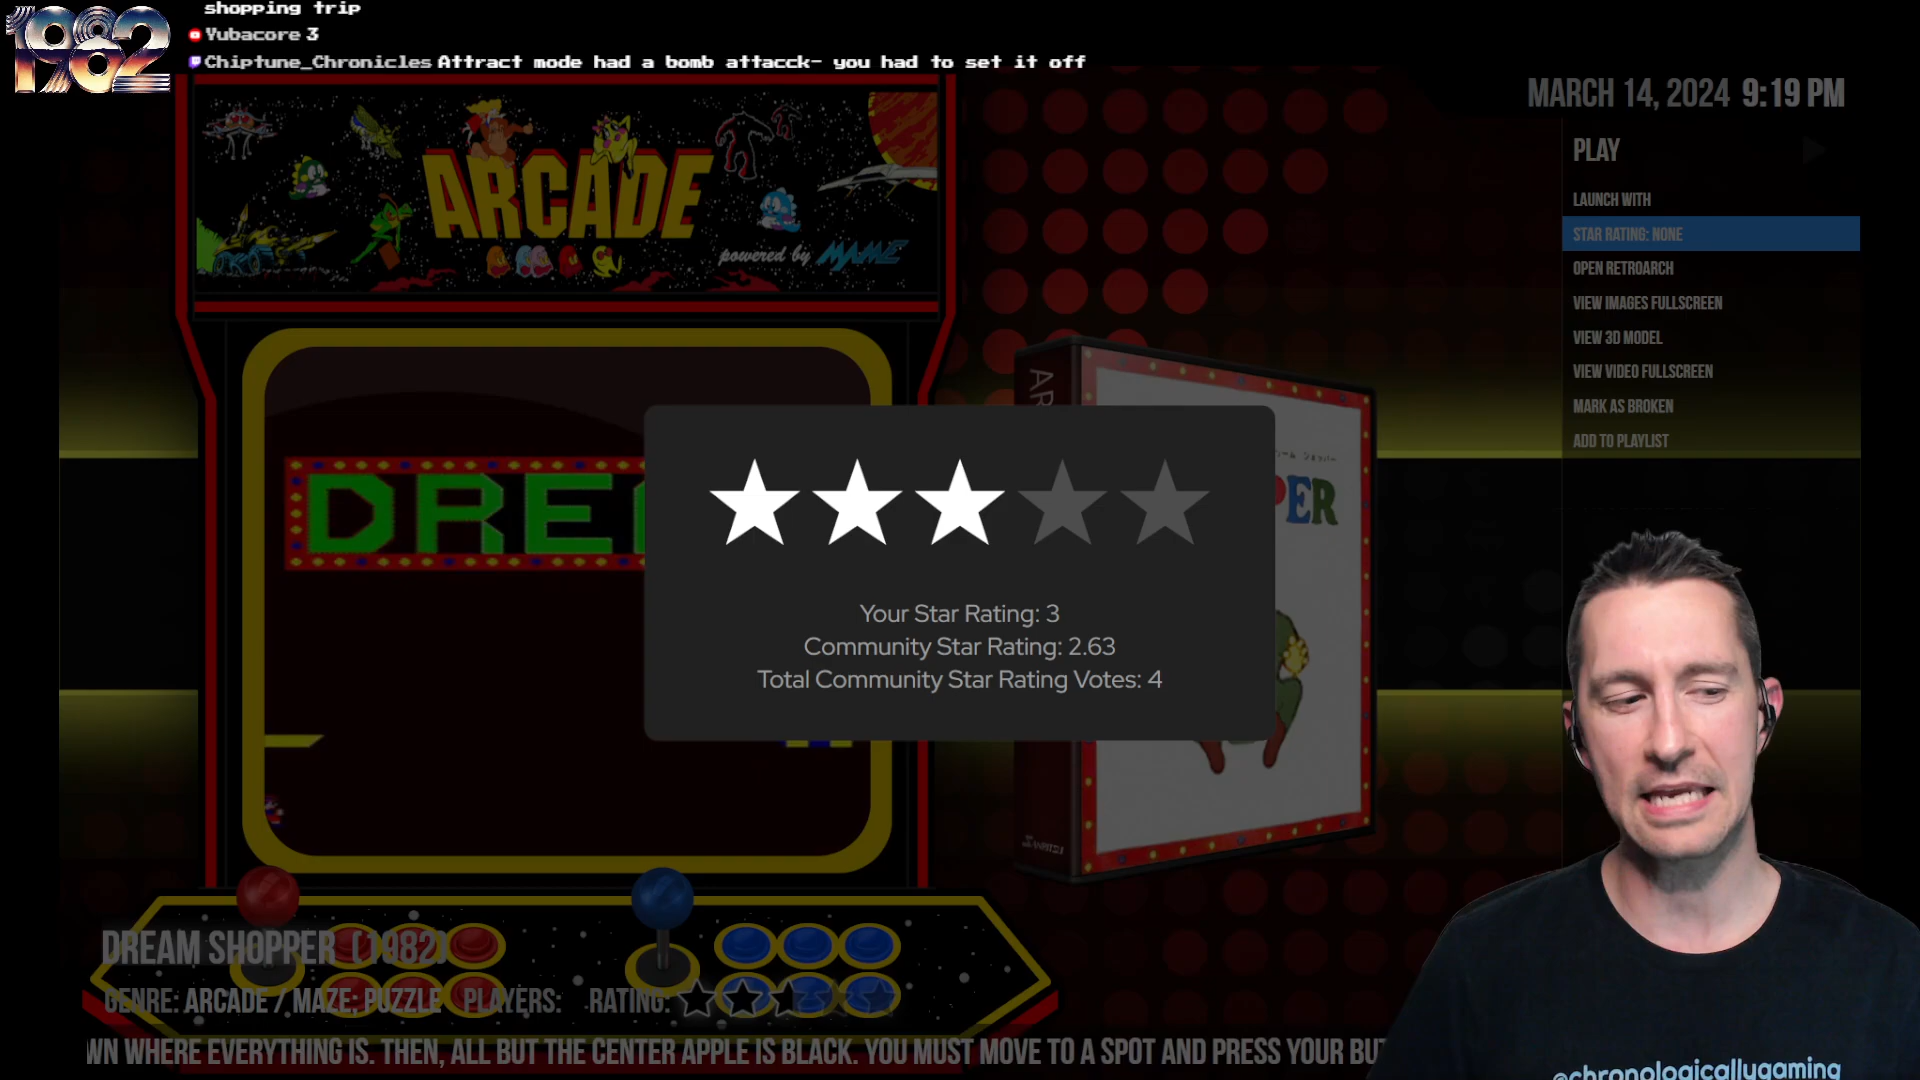 1982
shopping trip
Yubacore 3
Chiptune_Chronicles Attract mode had a bomb attacck- you had to set it off
MARCH 14, 2024 9:19 PM
ARCADE
powered by MAME
PLAY
LAUNCH WITH
STAR RATING: NONE
OPEN RETROARCH
VIEW IMAGES FULLSCREEN
VIEW 3D MODEL
VIEW VIDEO FULLSCREEN
MARK AS BROKEN
ADD TO PLAYLIST
AR
DRE
PER
Your Star Rating: 3
Community Star Rating: 2.63
Total Community Star Rating Votes: 4
SANRITSU
DREAM SHOPPER (1982)
GENRE: ARCADE / MAZE; PUZZLE PLAYERS: RATING:
WN WHERE EVERYTHING IS. THEN, ALL BUT THE CENTER APPLE IS BLACK. YOU MUST MOVE TO A SPOT AND PRESS YOUR BUT
@chronologicallygaming